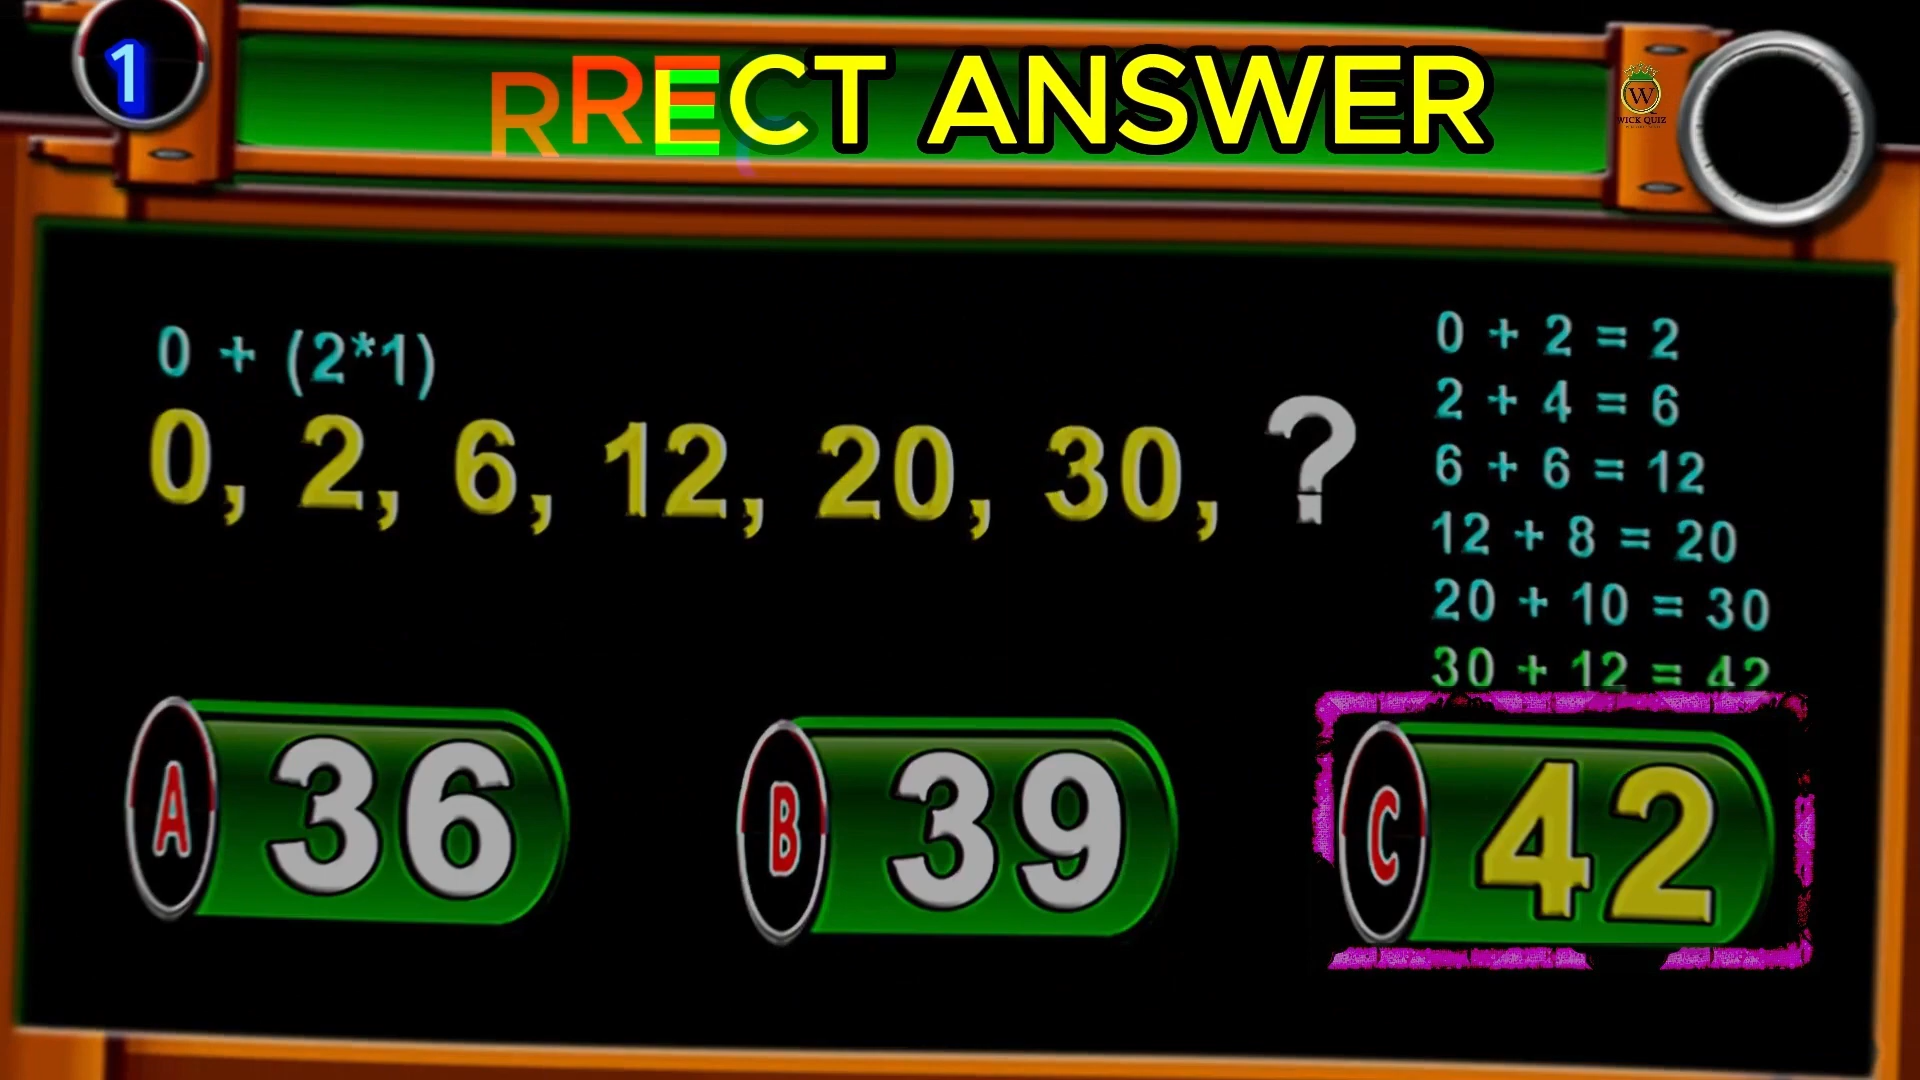 1
RRECT ANSWER
W
WICK QUIZ
0 + (2*1)
0, 2, 6, 12, 20, 30, ?
0 + 2 = 2
2 + 4 = 6
6 + 6 = 12
12 + 8 = 20
20 + 10 = 30
30 + 12 = 42
A 36
B 39
C 42